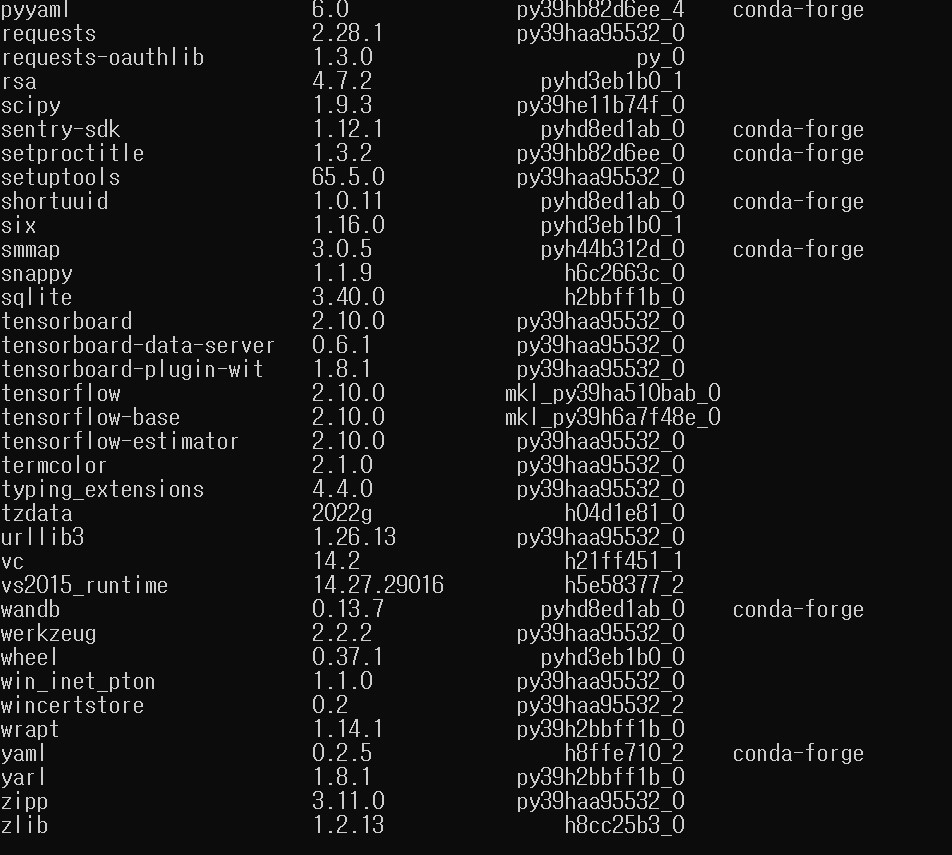 pyyaml 6.0 py39hb82d6ee_4 conda-forge
requests 2.28.1 py39haa95532_0
requests-oauthlib 1.3.0 py_0
rsa 4.7.2 pyhd3eb1b0_1
scipy 1.9.3 py39he11b74f_0
sentry-sdk 1.12.1 pyhd8ed1ab_0 conda-forge
setproctitle 1.3.2 py39hb82d6ee_0 conda-forge
setuptools 65.5.0 py39haa95532_0
shortuuid 1.0.11 pyhd8ed1ab_0 conda-forge
six 1.16.0 pyhd3eb1b0_1
smmap 3.0.5 pyh44b312d_0 conda-forge
snappy 1.1.9 h6c2663c_0
sqlite 3.40.0 h2bbff1b_0
tensorboard 2.10.0 py39haa95532_0
tensorboard-data-server 0.6.1 py39haa95532_0
tensorboard-plugin-wit 1.8.1 py39haa95532_0
tensorflow 2.10.0 mkl_py39ha510bab_0
tensorflow-base 2.10.0 mkl_py39h6a7f48e_0
tensorflow-estimator 2.10.0 py39haa95532_0
termcolor 2.1.0 py39haa95532_0
typing_extensions 4.4.0 py39haa95532_0
tzdata 2022g h04d1e81_0
urllib3 1.26.13 py39haa95532_0
vc 14.2 h21ff451_1
vs2015_runtime 14.27.29016 h5e58377_2
wandb 0.13.7 pyhd8ed1ab_0 conda-forge
werkzeug 2.2.2 py39haa95532_0
wheel 0.37.1 pyhd3eb1b0_0
win_inet_pton 1.1.0 py39haa95532_0
wincertstore 0.2 py39haa95532_2
wrapt 1.14.1 py39h2bbff1b_0
yaml 0.2.5 h8ffe710_2 conda-forge
yarl 1.8.1 py39h2bbff1b_0
zipp 3.11.0 py39haa95532_0
zlib 1.2.13 h8cc25b3_0